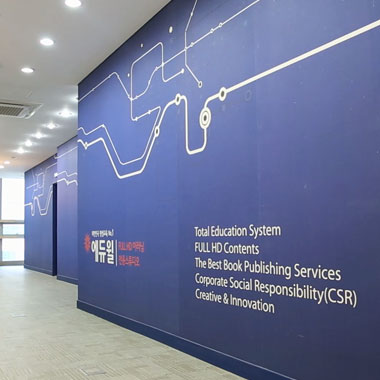 에듀윌
Total Education System
FULL HD Contents
The Best Book Publishing Services
Corporate Social Responsibility(CSR)
Creative & Innovation